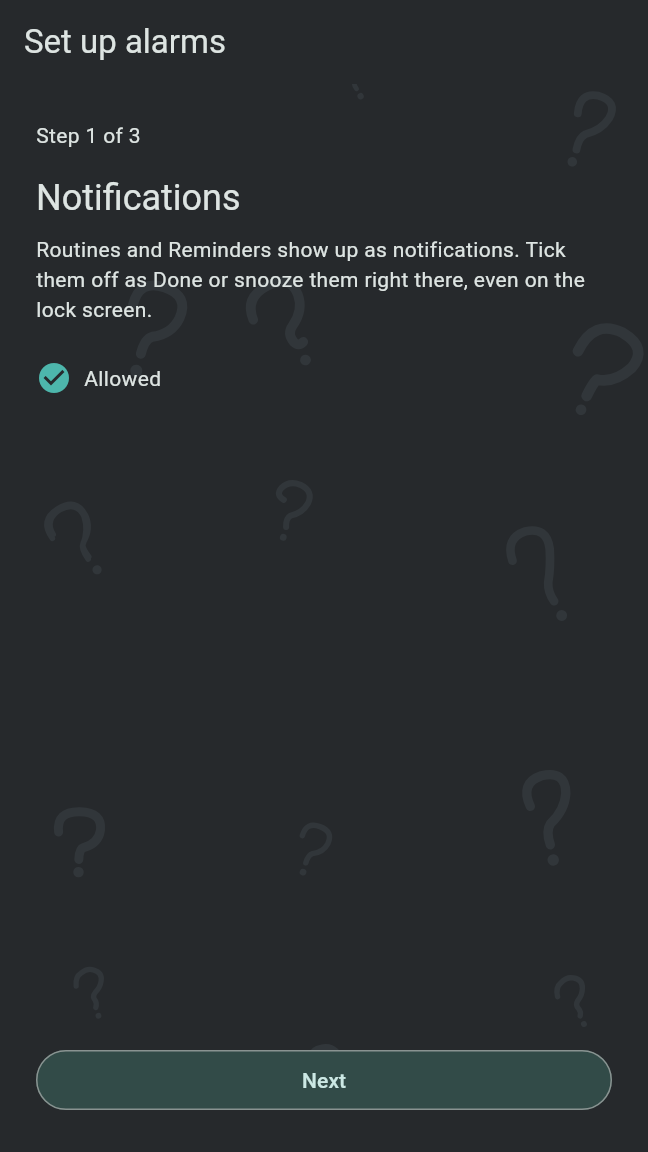 Set up alarms
Step 1 of 3
Notifications
Routines and Reminders show up as notifications. Tick
them off as Done or snooze them right there, even on the
lock screen.
Allowed
Next